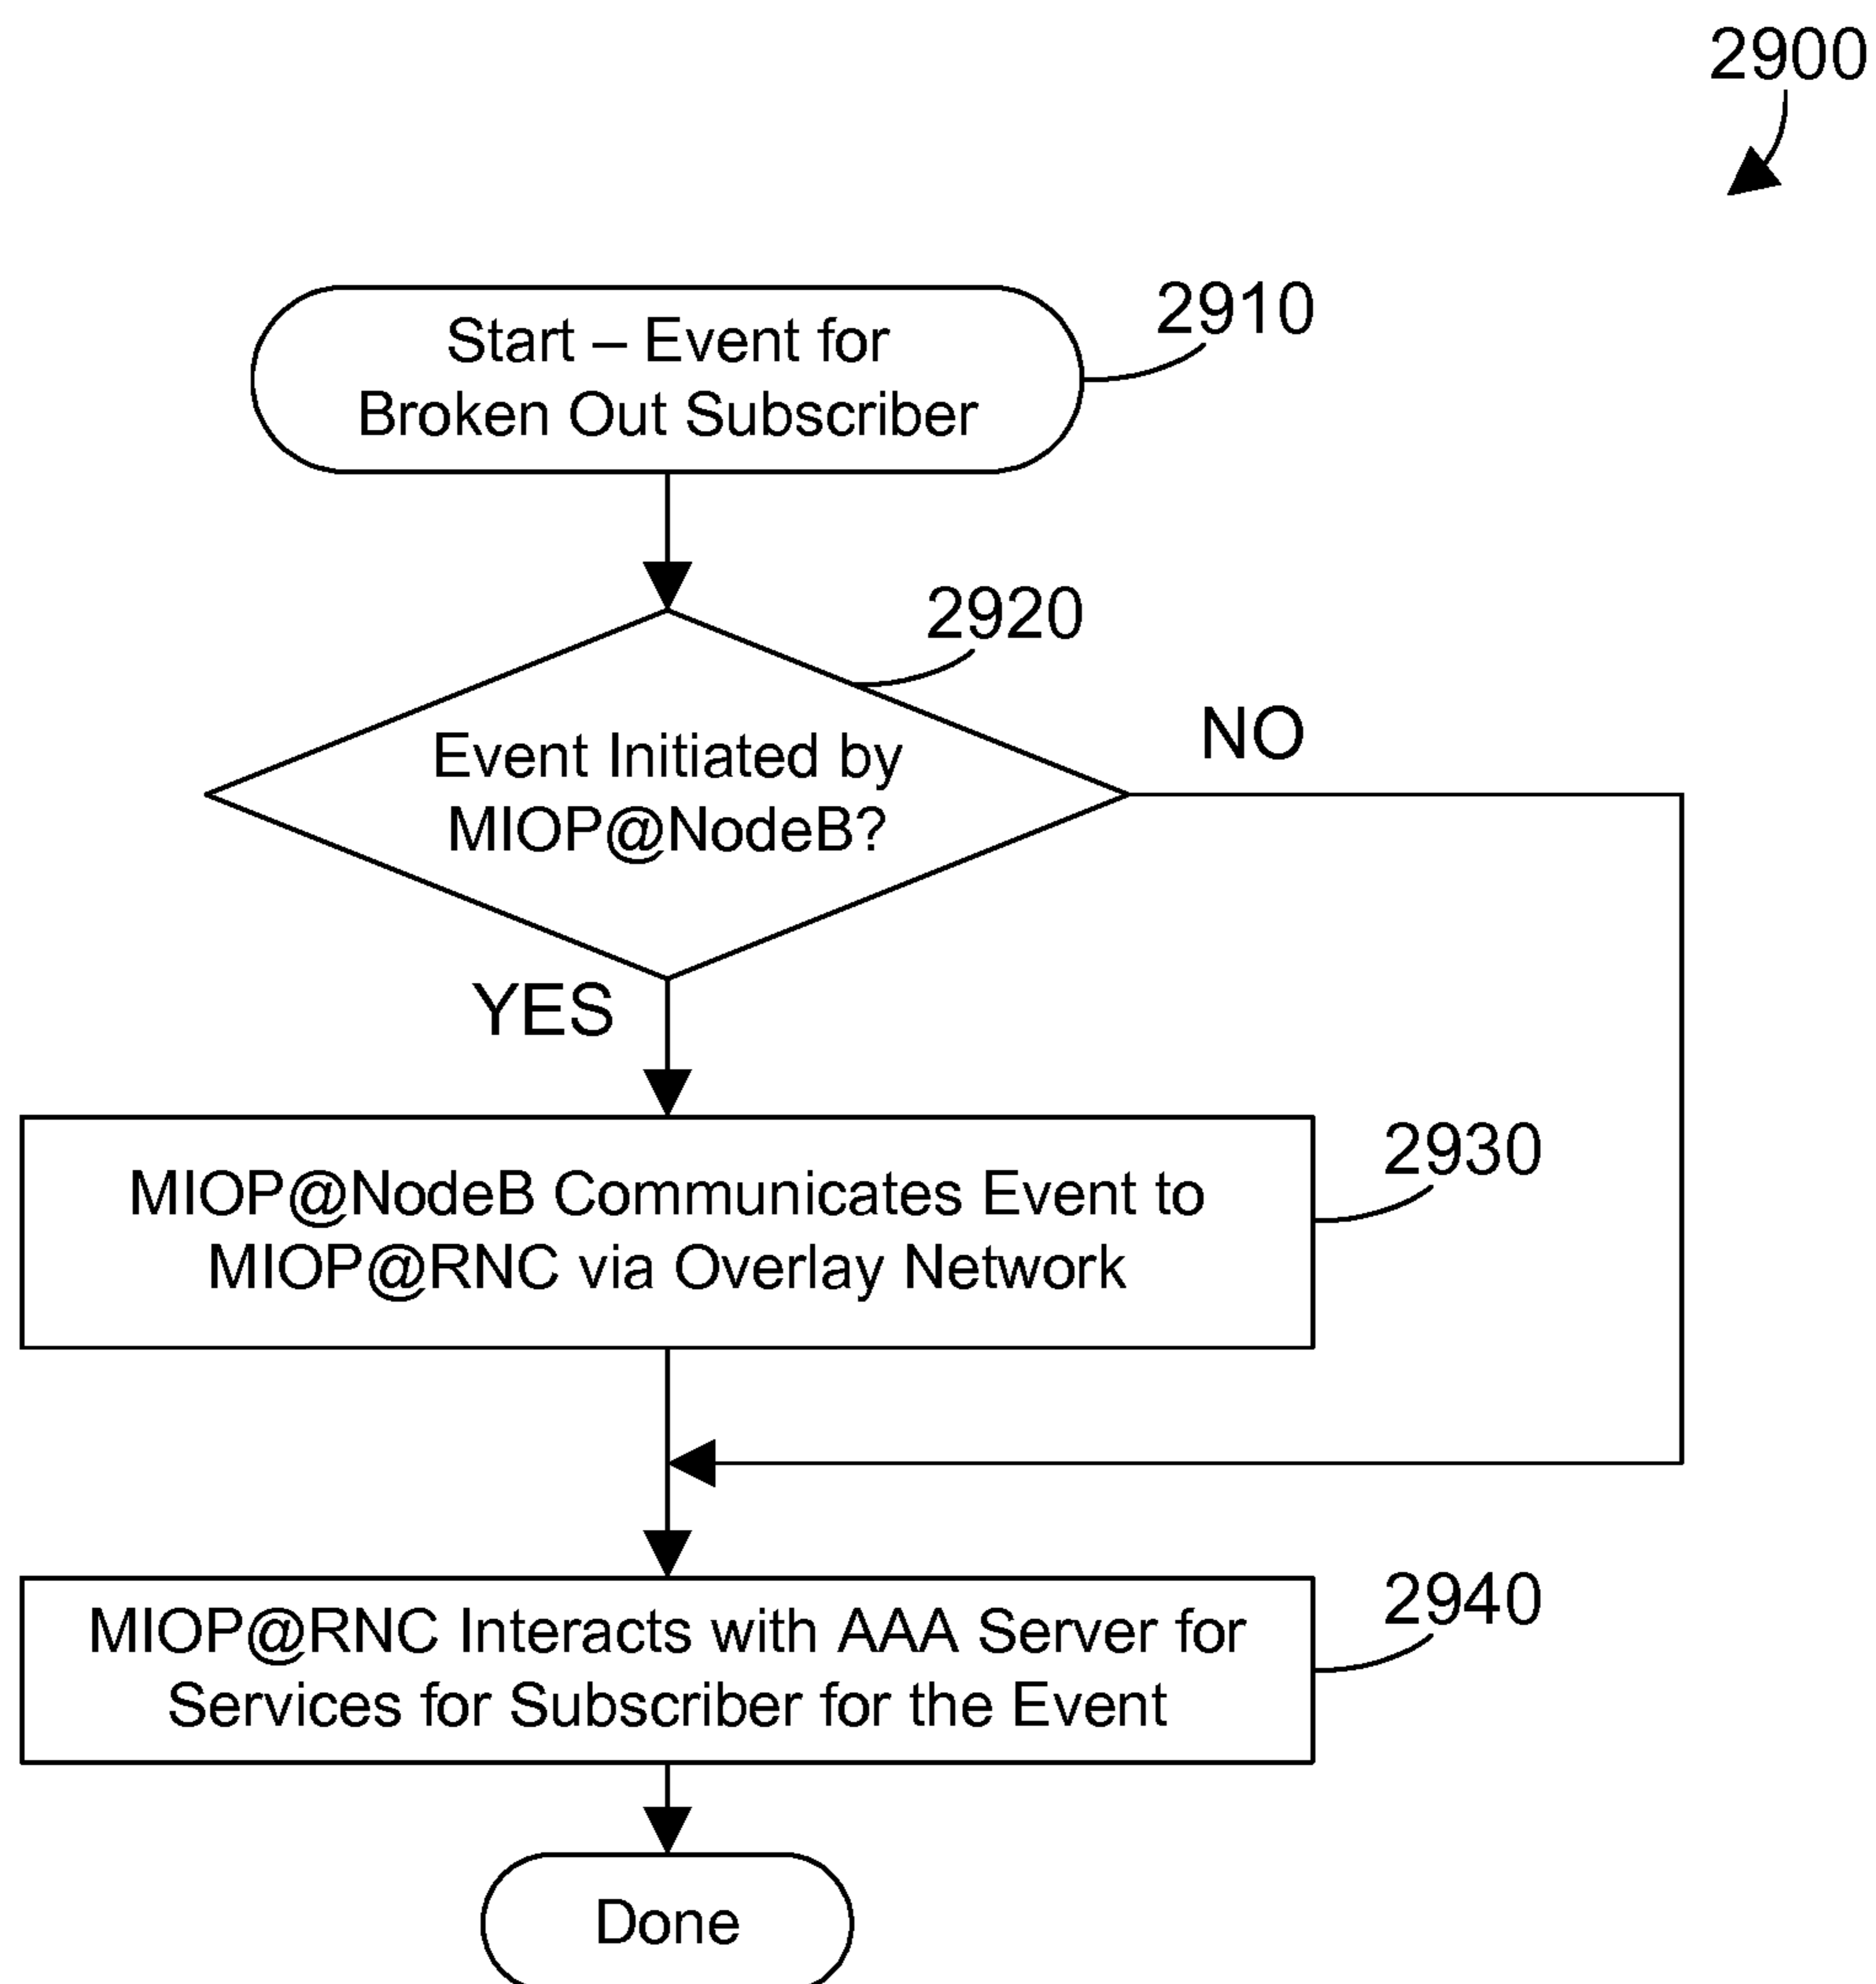 2900
2910
Start – Event for
Broken Out Subscriber
2920
Event Initiated by
MIOP@NodeB?
NO
YES
2930
MIOP@NodeB Communicates Event to
MIOP@RNC via Overlay Network
2940
MIOP@RNC Interacts with AAA Server for
Services for Subscriber for the Event
Done